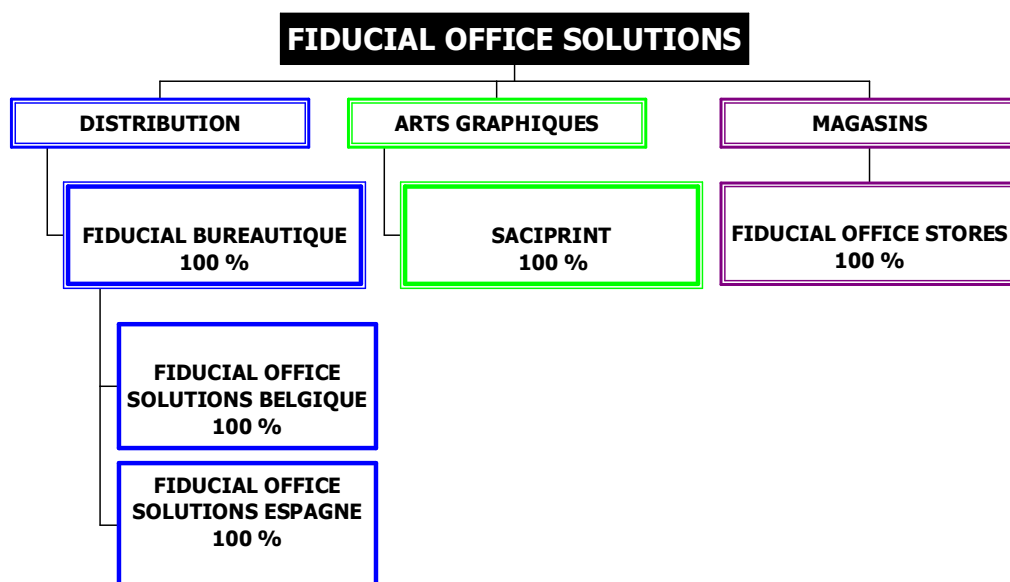 FIDUCIAL OFFICE SOLUTIONS
DISTRIBUTION
ARTS GRAPHIQUES
MAGASINS
FIDUCIAL BUREAUTIQUE
100 %
SACIPRINT
100 %
FIDUCIAL OFFICE STORES
100 %
FIDUCIAL OFFICE
SOLUTIONS BELGIQUE
100 %
FIDUCIAL OFFICE
SOLUTIONS ESPAGNE
100 %